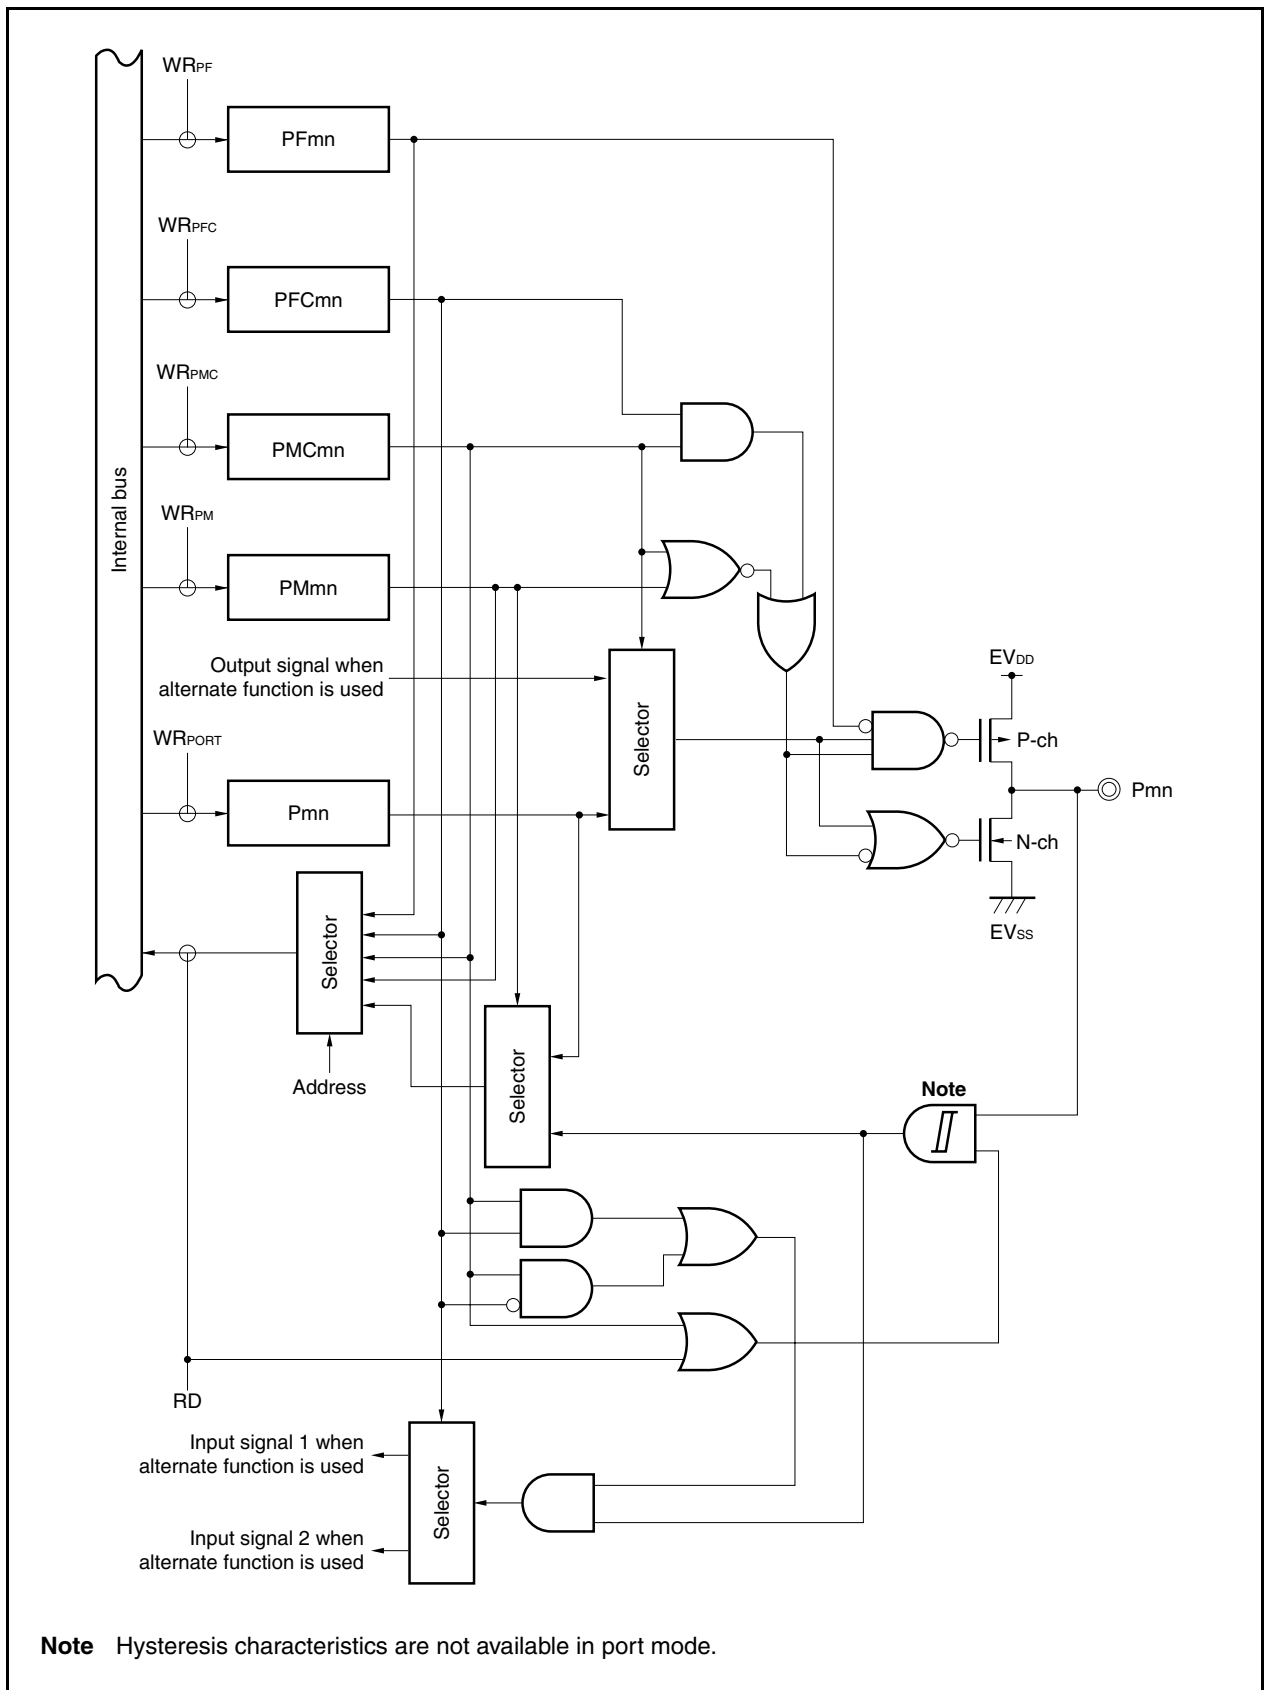 WRPF
PFmn
WRPFC
PFCmn
WRPMC
PMCmn
Internal bus
WRPM
PMmn
Output signal when
alternate function is used
Selector
EVDD
P-ch
WRPORT
Pmn
Pmn
N-ch
EVSS
Selector
Address
Selector
Note
RD
Input signal 1 when
alternate function is used
Selector
Input signal 2 when
alternate function is used
Note Hysteresis characteristics are not available in port mode.